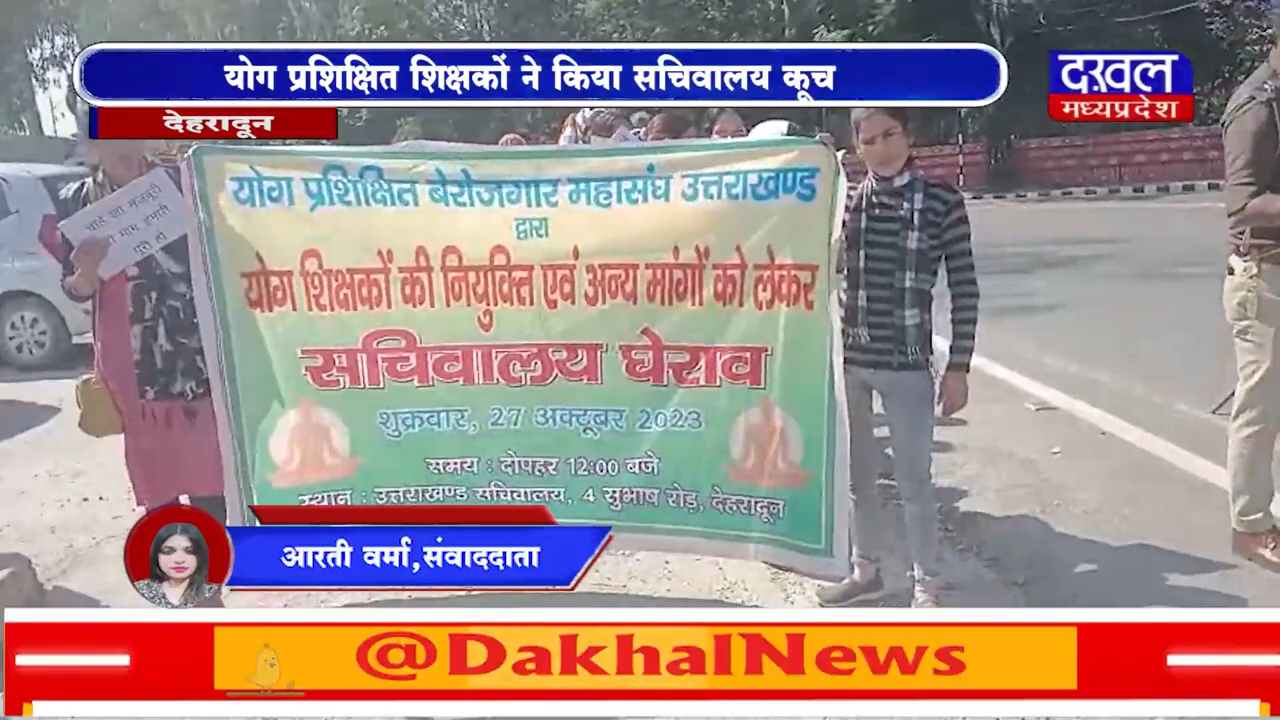 योग प्रशिक्षित शिक्षकों ने किया सचिवालय कूच
दख़ल
मध्यप्रदेश
देहरादून
योग प्रशिक्षित बेरोजगार महासंघ उत्तराखण्ड
द्वारा
योग शिक्षकों की नियुक्ति एवं अन्य मांगों को लेकर
सचिवालय घेराव
शुक्रवार, 27 अक्टूबर 2023
समय : दोपहर 12:00 बजे
स्थान : उत्तराखण्ड सचिवालय, 4 सुभाष रोड़, देहरादून
हमारी
आरती वर्मा,संवाददाता
@DakhalNews